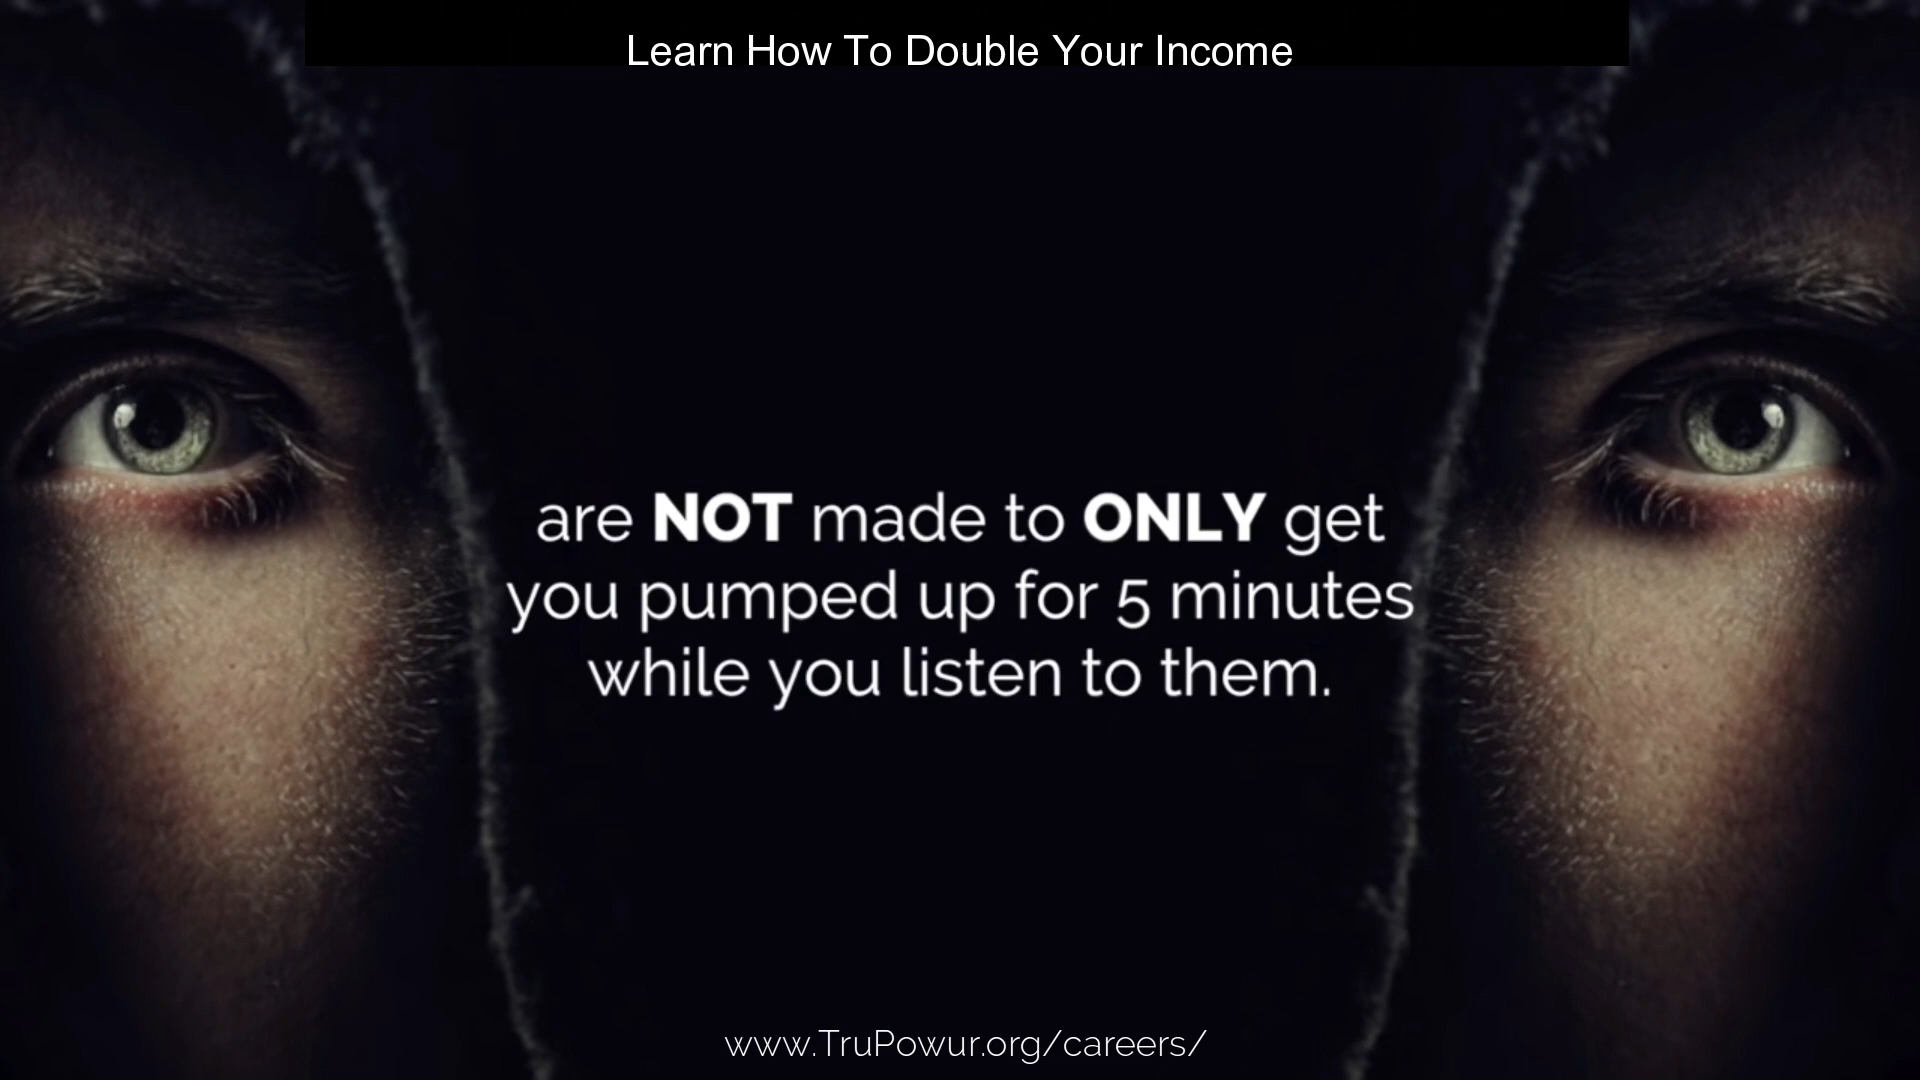 Learn How To Double Your Income
are NOT made to ONLY get
you pumped up for 5 minutes
while you listen to them.
www.TruPowur.org/careers/